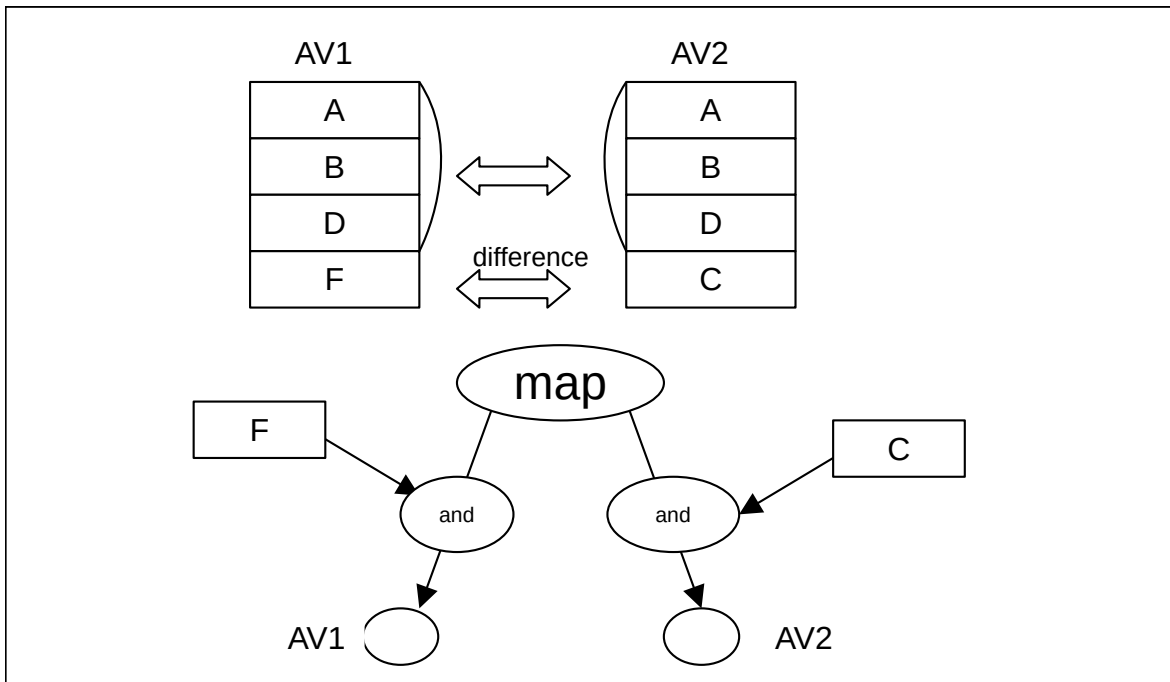 AV1 AV2
A A
B B
D D
difference
F C
map
F C
and and
AV1 AV2